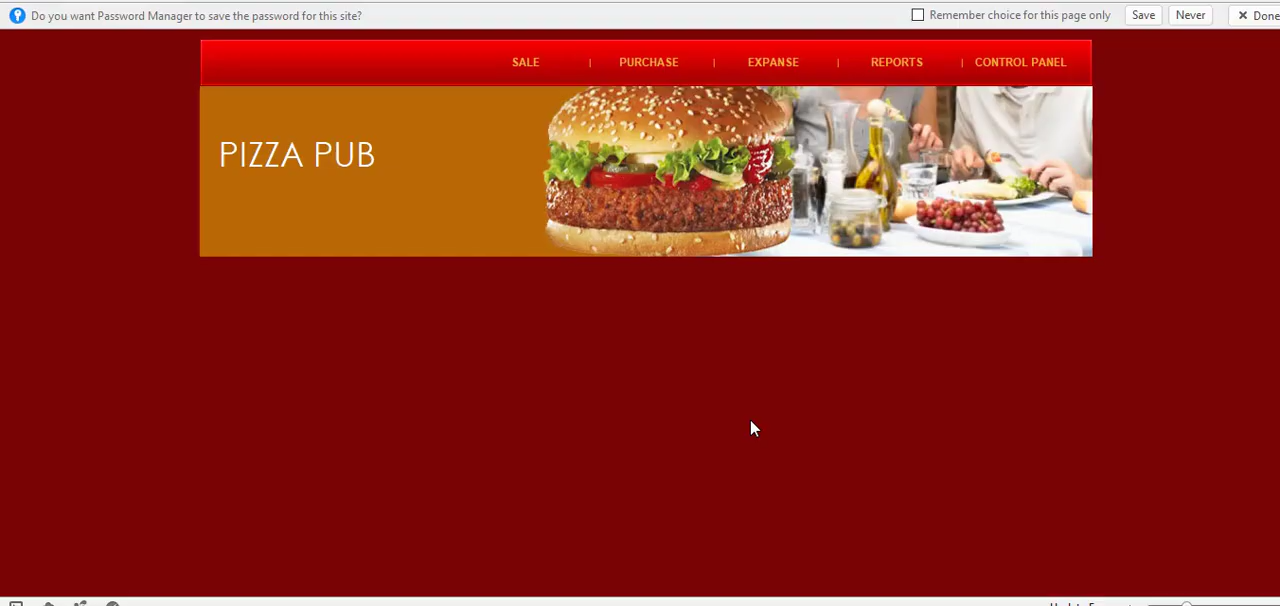 Do you want Password Manager to save the password for this site?
Remember choice for this page only
Save
Never
Done
SALE | PURCHASE | EXPANSE | REPORTS | CONTROL PANEL
PIZZA PUB